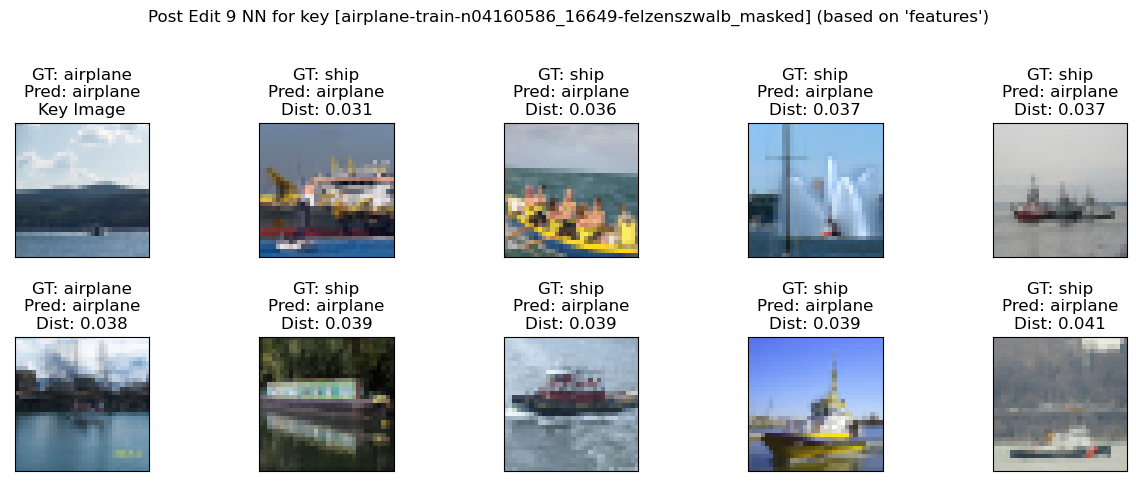 Post Edit 9 NN for key [airplane-train-n04160586_16649-felzenszwalb_masked] (based on 'features')
GT: airplane
Pred: airplane
Key Image
GT: ship
Pred: airplane
Dist: 0.031
GT: ship
Pred: airplane
Dist: 0.036
GT: ship
Pred: airplane
Dist: 0.037
GT: ship
Pred: airplane
Dist: 0.037
GT: airplane
Pred: airplane
Dist: 0.038
GT: ship
Pred: airplane
Dist: 0.039
GT: ship
Pred: airplane
Dist: 0.039
GT: ship
Pred: airplane
Dist: 0.039
GT: ship
Pred: airplane
Dist: 0.041